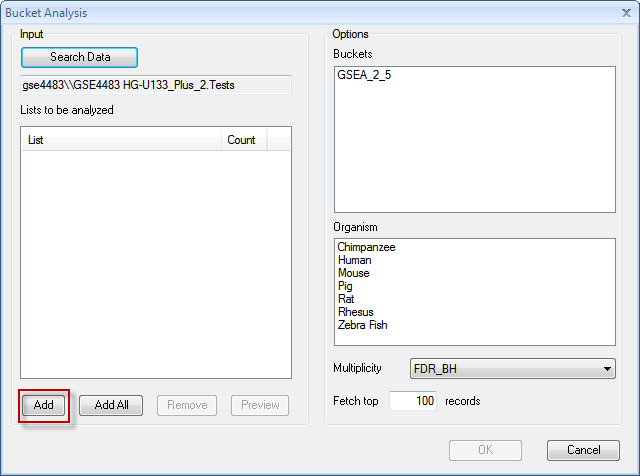 Bucket Analysis
Input
Search Data
gse4483\\GSE4483 HG-U133_Plus_2.Tests
Lists to be analyzed
List Count
Add Add All Remove Preview
Options
Buckets
GSEA_2_5
Organism
Chimpanzee
Human
Mouse
Pig
Rat
Rhesus
Zebra Fish
Multiplicity FDR_BH
Fetch top 100 records
OK Cancel